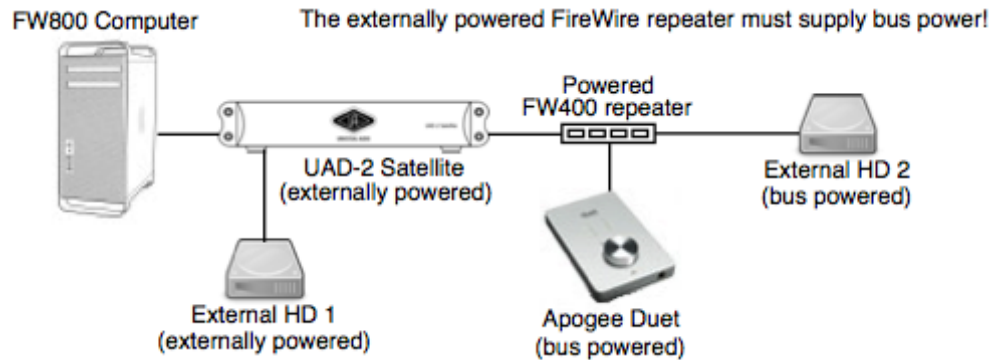 FW800 Computer
The externally powered FireWire repeater must supply bus power!
Powered
FW400 repeater
UAD-2 Satellite
(externally powered)
External HD 2
(bus powered)
External HD 1
(externally powered)
Apogee Duet
(bus powered)